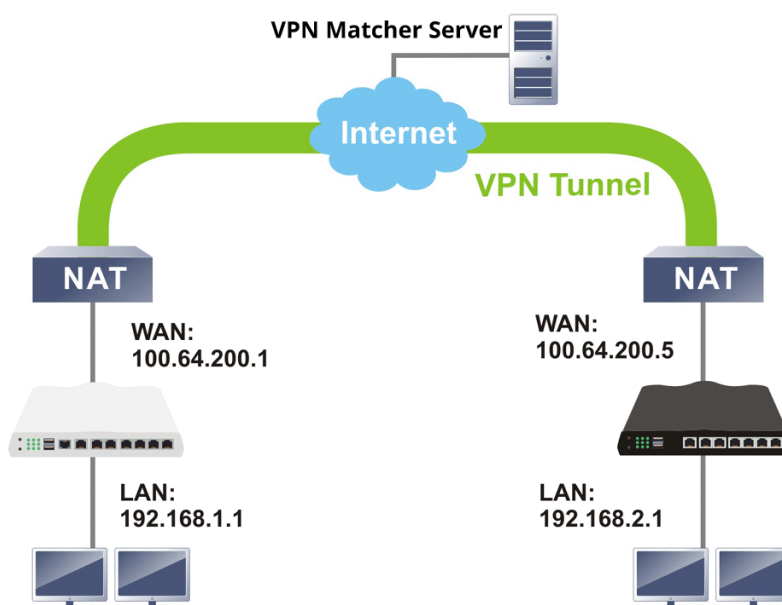 VPN Matcher Server
Internet
VPN Tunnel
NAT
NAT
WAN:
100.64.200.1
WAN:
100.64.200.5
LAN:
192.168.1.1
LAN:
192.168.2.1